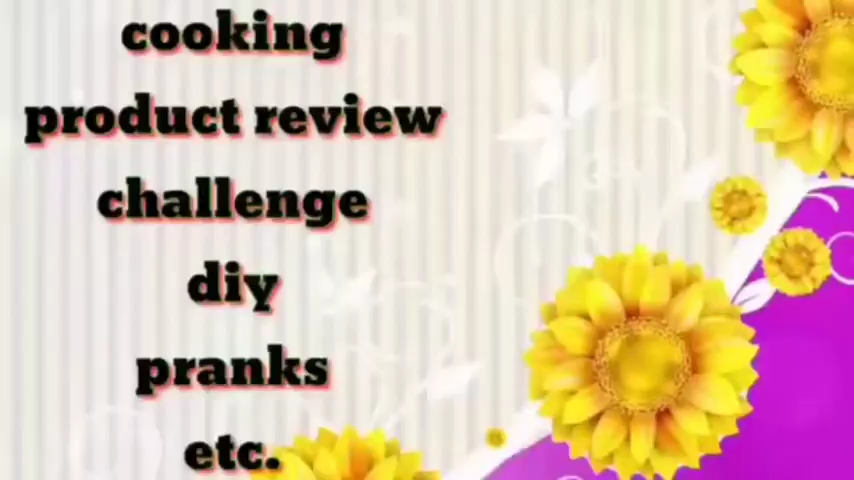 cooking
product review
challenge
diy
pranks
etc.